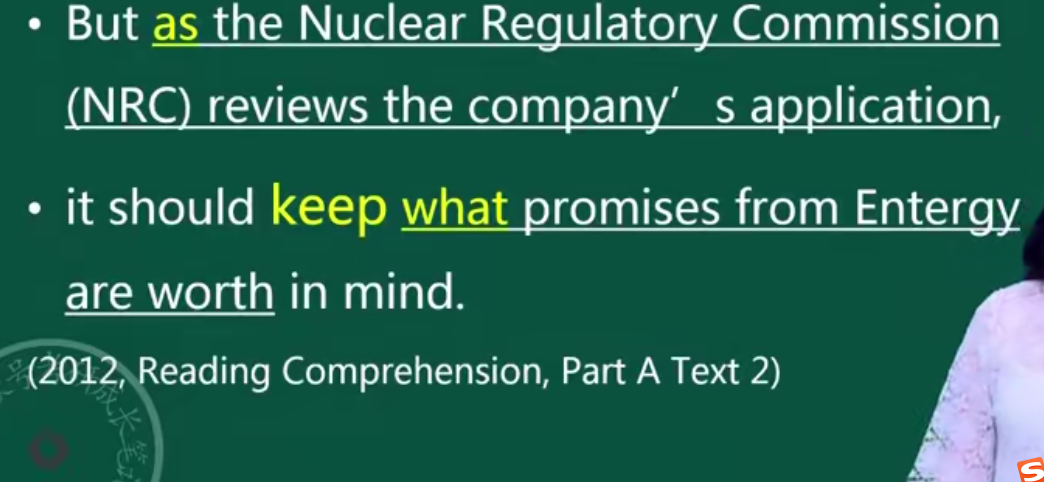 • But as the Nuclear Regulatory Commission
(NRC) reviews the company’ s application,
• it should keep what promises from Entergy
are worth in mind.
(2012, Reading Comprehension, Part A Text 2)